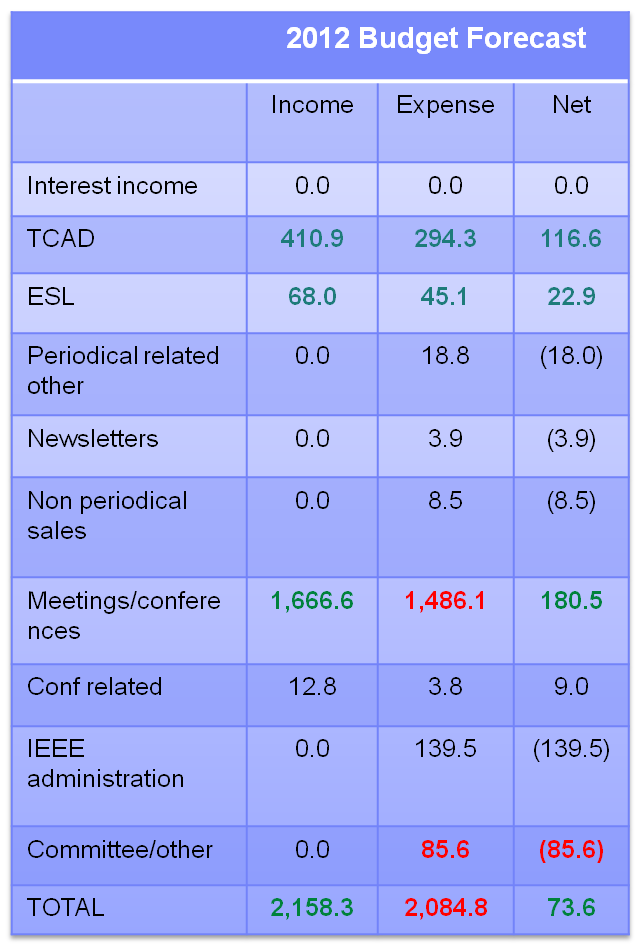 2012 Budget Forecast
Income Expense Net
Interest income 0.0 0.0 0.0
TCAD 410.9 294.3 116.6
ESL 68.0 45.1 22.9
Periodical related 0.0 18.8 (18.0)
other
Newsletters 0.0 3.9 (3.9)
Non periodical 0.0 8.5 (8.5)
sales
Meetings/confere 1,666.6 1,486.1 180.5
nces
Conf related 12.8 3.8 9.0
IEEE 0.0 139.5 (139.5)
administration
Committee/other 0.0 85.6 (85.6)
TOTAL 2,158.3 2,084.8 73.6